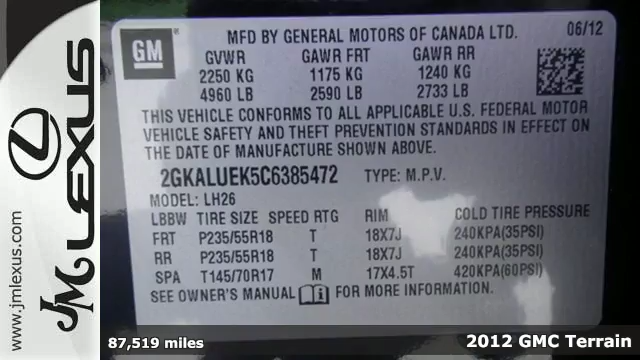 JM LEXUS
www.jmlexus.com
GM
MFD BY GENERAL MOTORS OF CANADA LTD. 06/12
GVWR GAWR FRT GAWR RR
2250 KG 1175 KG 1240 KG
4960 LB 2590 LB 2733 LB
THIS VEHICLE CONFORMS TO ALL APPLICABLE U.S. FEDERAL MOTOR
VEHICLE SAFETY AND THEFT PREVENTION STANDARDS IN EFFECT ON
THE DATE OF MANUFACTURE SHOWN ABOVE.
2GKALUEK5C6385472 TYPE: M.P.V.
MODEL: LH26
LBBW TIRE SIZE SPEED RTG RIM COLD TIRE PRESSURE
FRT P235/55R18 T 18X7J 240KPA(35PSI)
RR P235/55R18 T 18X7J 240KPA(35PSI)
SPA T145/70R17 M 17X4.5T 420KPA(60PSI)
SEE OWNER'S MANUAL FOR MORE INFORMATION.
87,519 miles 2012 GMC Terrain